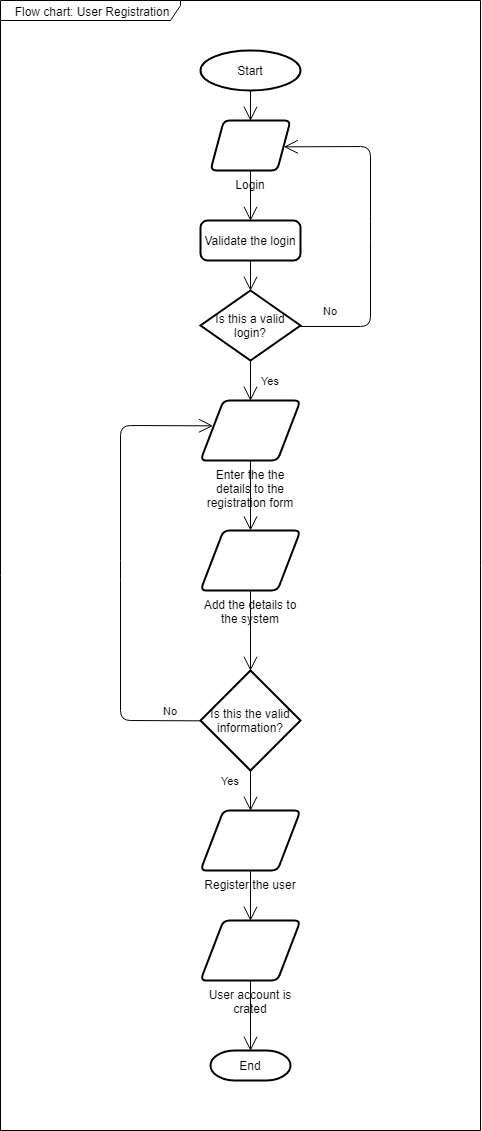 Flow chart: User Registration
Start
Login
Validate the login
Is this a valid
login?
No
Yes
Enter the the
details to the
registration form
Add the details to
the system
Is this the valid
information?
No
Yes
Register the user
User account is
crated
End